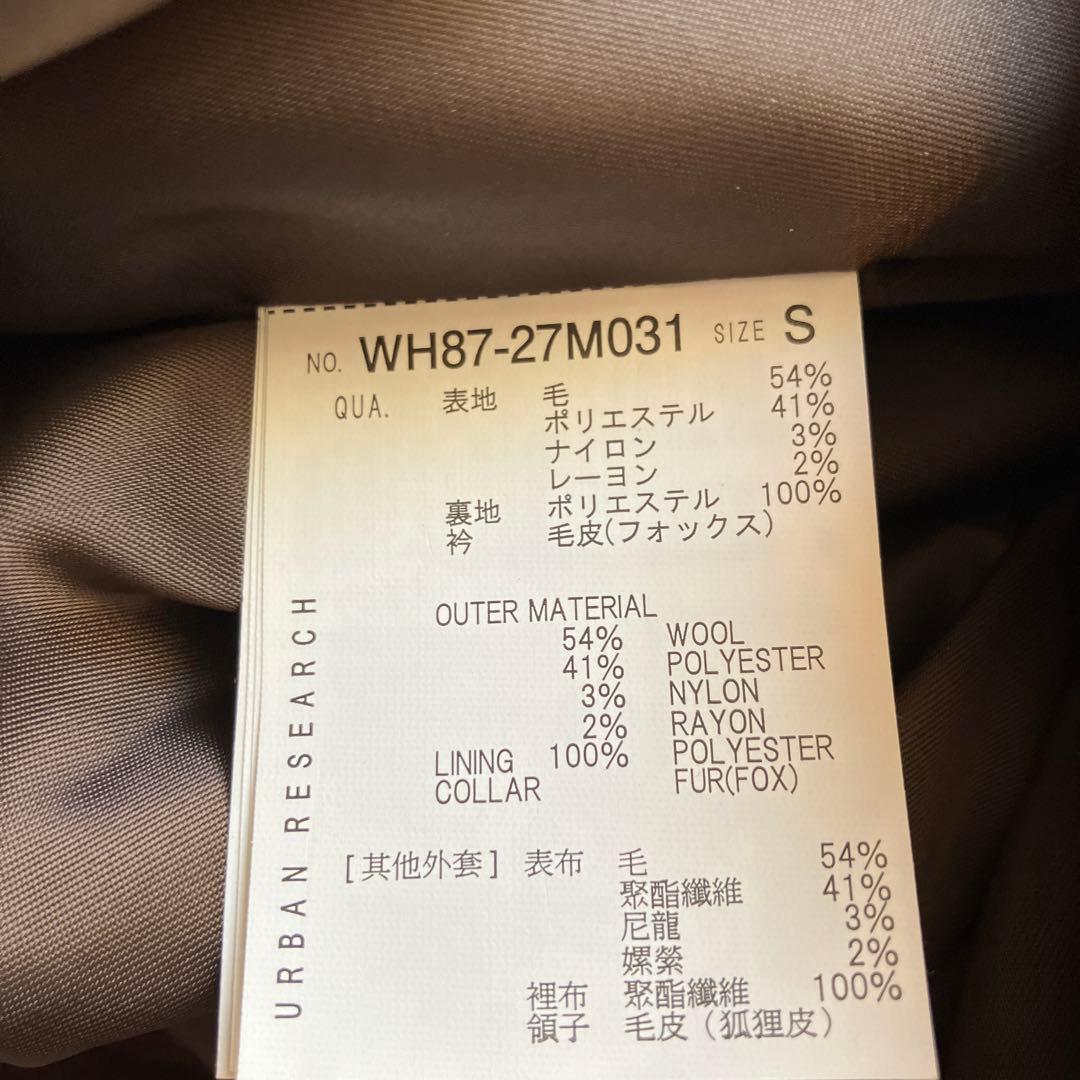 NO. WH87-27M031 SIZE S
QUA. 表地 毛 54%
ポリエステル 41%
ナイロン 3%
レーヨン 2%
裏地 ポリエステル 100%
衿 毛皮(フォックス)
OUTER MATERIAL
54% WOOL
41% POLYESTER
3% NYLON
2% RAYON
LINING 100% POLYESTER
COLLAR FUR(FOX)
[其他外套] 表布 毛 54%
聚酯纖維 41%
尼龍 3%
嫘縈 2%
裡布 聚酯纖維 100%
領子 毛皮（狐狸皮）
URBAN RESEARCH